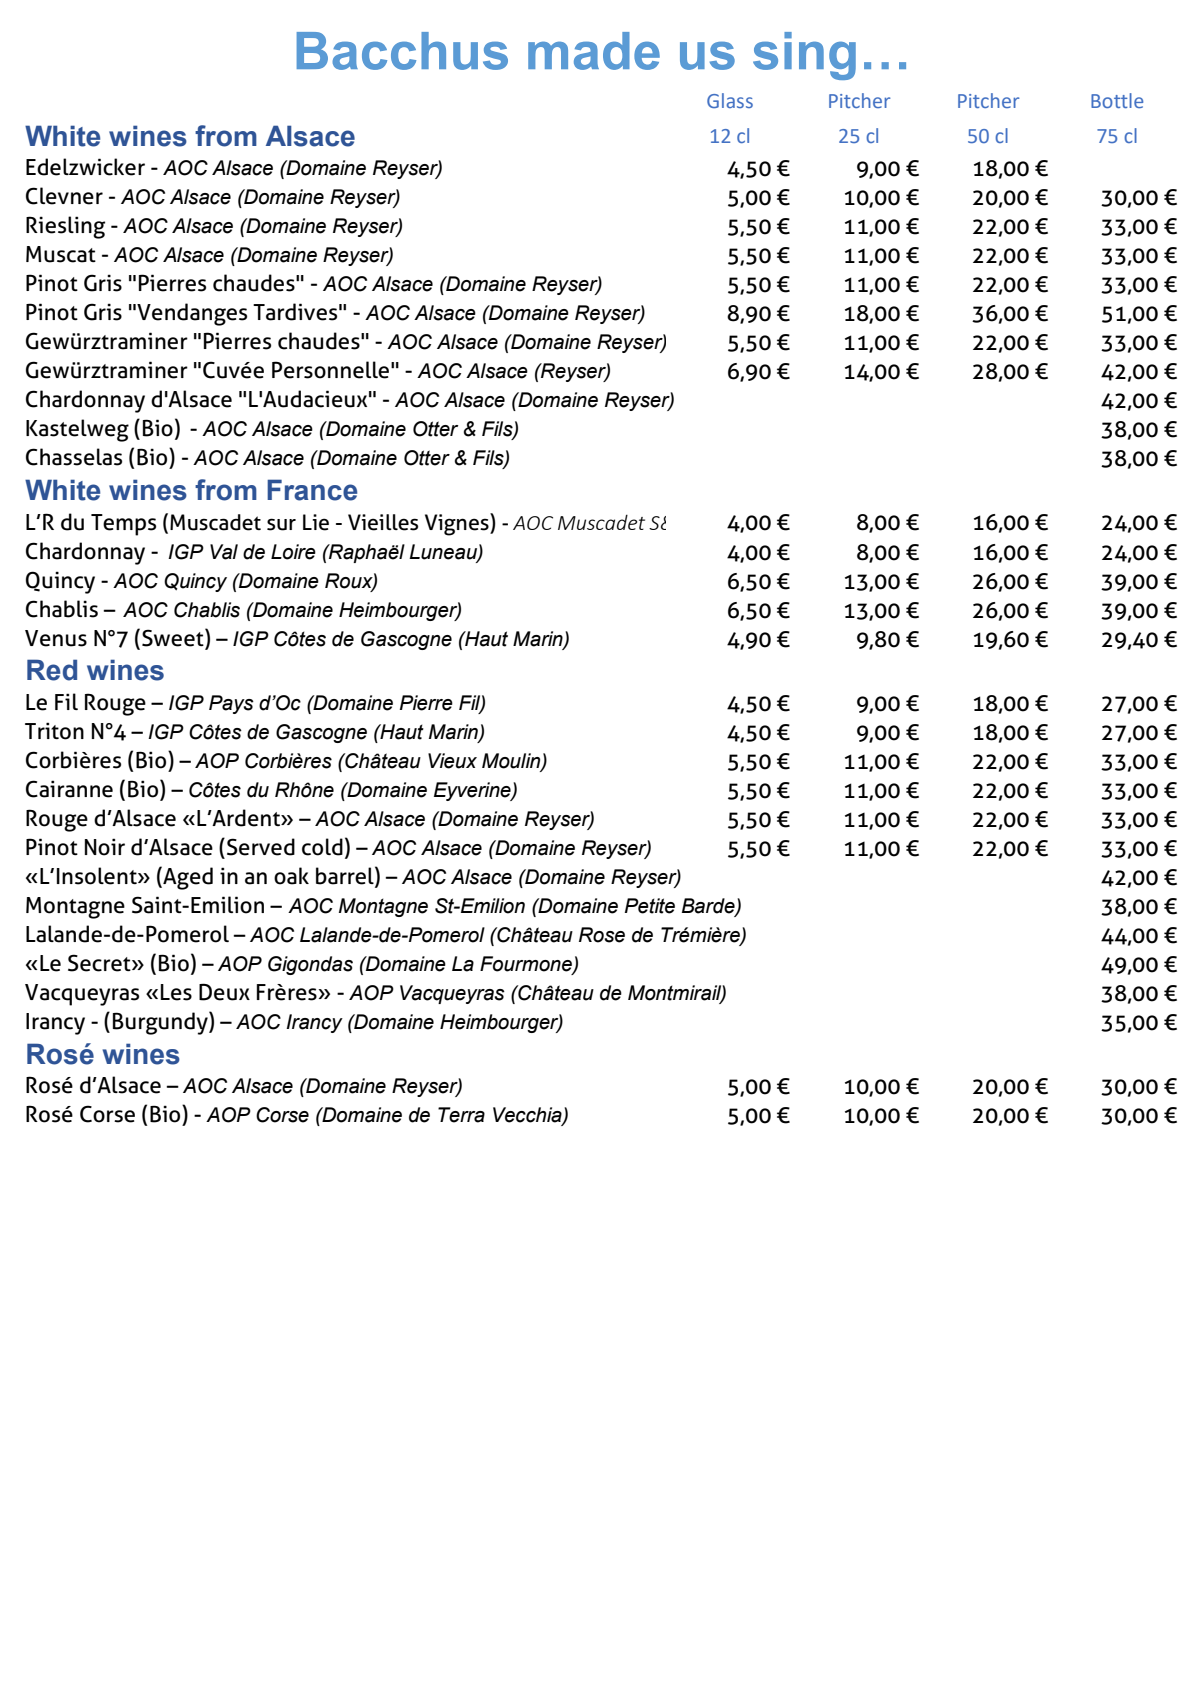 Bacchus made us sing…
Glass Pitcher Pitcher Bottle
White wines from Alsace 12 cl 25 cl 50 cl 75 cl
Edelzwicker - AOC Alsace (Domaine Reyser) 4,50 € 9,00 € 18,00 €
Clevner - AOC Alsace (Domaine Reyser) 5,00 € 10,00 € 20,00 € 30,00 €
Riesling - AOC Alsace (Domaine Reyser) 5,50 € 11,00 € 22,00 € 33,00 €
Muscat - AOC Alsace (Domaine Reyser) 5,50 € 11,00 € 22,00 € 33,00 €
Pinot Gris "Pierres chaudes" - AOC Alsace (Domaine Reyser) 5,50 € 11,00 € 22,00 € 33,00 €
Pinot Gris "Vendanges Tardives" - AOC Alsace (Domaine Reyser) 8,90 € 18,00 € 36,00 € 51,00 €
Gewürztraminer "Pierres chaudes" - AOC Alsace (Domaine Reyser) 5,50 € 11,00 € 22,00 € 33,00 €
Gewürztraminer "Cuvée Personnelle" - AOC Alsace (Reyser) 6,90 € 14,00 € 28,00 € 42,00 €
Chardonnay d'Alsace "L'Audacieux" - AOC Alsace (Domaine Reyser) 42,00 €
Kastelweg (Bio) - AOC Alsace (Domaine Otter & Fils) 38,00 €
Chasselas (Bio) - AOC Alsace (Domaine Otter & Fils) 38,00 €
White wines from France
L’R du Temps (Muscadet sur Lie - Vieilles Vignes) - AOC Muscadet 4,00 € 8,00 € 16,00 € 24,00 €
Chardonnay - IGP Val de Loire (Raphaël Luneau) 4,00 € 8,00 € 16,00 € 24,00 €
Quincy - AOC Quincy (Domaine Roux) 6,50 € 13,00 € 26,00 € 39,00 €
Chablis – AOC Chablis (Domaine Heimbourger) 6,50 € 13,00 € 26,00 € 39,00 €
Venus N°7 (Sweet) – IGP Côtes de Gascogne (Haut Marin) 4,90 € 9,80 € 19,60 € 29,40 €
Red wines
Le Fil Rouge – IGP Pays d’Oc (Domaine Pierre Fil) 4,50 € 9,00 € 18,00 € 27,00 €
Triton N°4 – IGP Côtes de Gascogne (Haut Marin) 4,50 € 9,00 € 18,00 € 27,00 €
Corbières (Bio) – AOP Corbières (Château Vieux Moulin) 5,50 € 11,00 € 22,00 € 33,00 €
Cairanne (Bio) – Côtes du Rhône (Domaine Eyverine) 5,50 € 11,00 € 22,00 € 33,00 €
Rouge d’Alsace «L’Ardent» – AOC Alsace (Domaine Reyser) 5,50 € 11,00 € 22,00 € 33,00 €
Pinot Noir d’Alsace (Served cold) – AOC Alsace (Domaine Reyser) 5,50 € 11,00 € 22,00 € 33,00 €
«L’Insolent» (Aged in an oak barrel) – AOC Alsace (Domaine Reyser) 42,00 €
Montagne Saint-Emilion – AOC Montagne St-Emilion (Domaine Petite Barde) 38,00 €
Lalande-de-Pomerol – AOC Lalande-de-Pomerol (Château Rose de Trémière) 44,00 €
«Le Secret» (Bio) – AOP Gigondas (Domaine La Fourmone) 49,00 €
Vacqueyras «Les Deux Frères» - AOP Vacqueyras (Château de Montmirail) 38,00 €
Irancy - (Burgundy) – AOC Irancy (Domaine Heimbourger) 35,00 €
Rosé wines
Rosé d’Alsace – AOC Alsace (Domaine Reyser) 5,00 € 10,00 € 20,00 € 30,00 €
Rosé Corse (Bio) - AOP Corse (Domaine de Terra Vecchia) 5,00 € 10,00 € 20,00 € 30,00 €